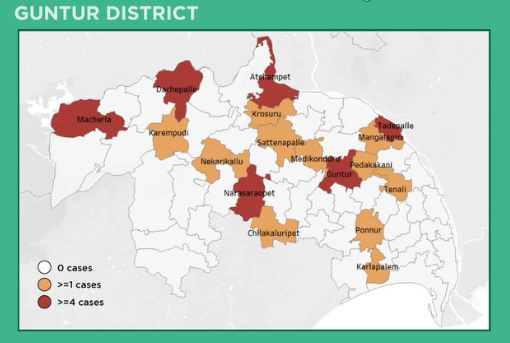 GUNTUR DISTRICT
Atchampet
Dachepalle
Krosuru
Macherla
Tadepalle
Karempudi
Mangalagiri
Sattenapalle
Medikonduru
Nekarikallu
Pedakakani
Guntur
Tenali
Narasaraopet
Ponnur
Chilakaluripet
Karlapalem
0 cases
>=1 cases
>=4 cases